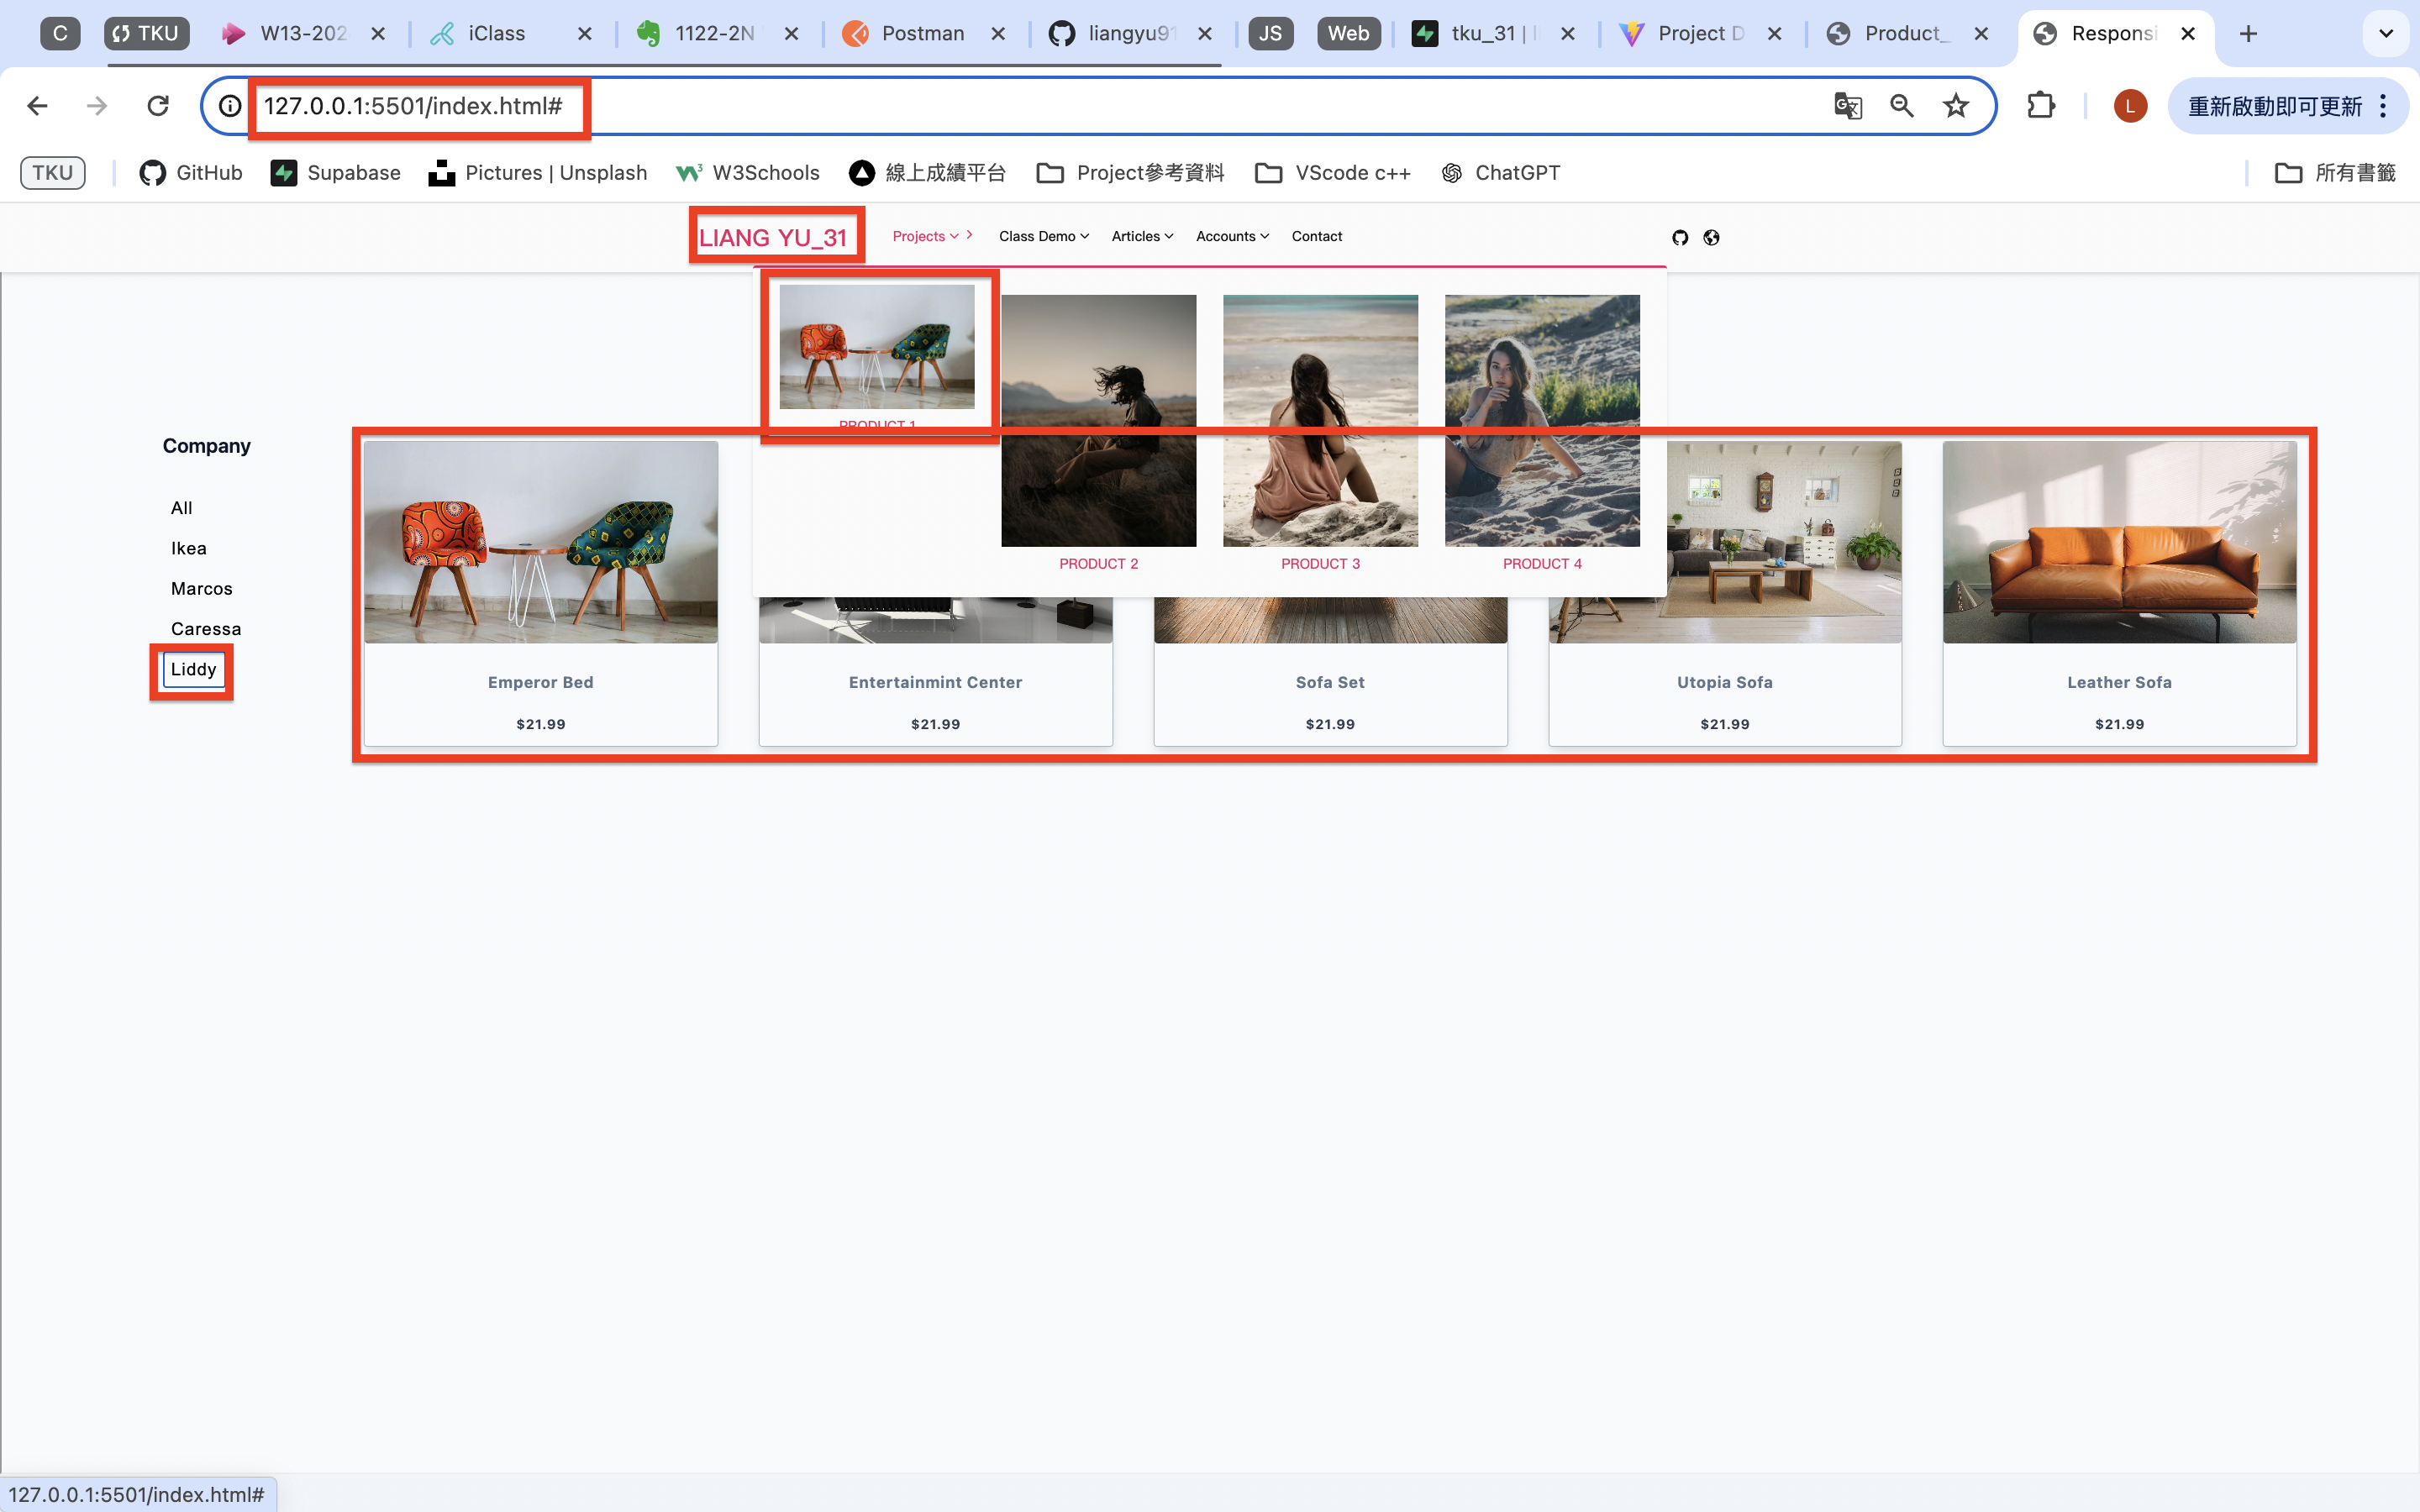 C
TKU
W13-202
iClass
1122-2N
Postman
liangyu91
JS
Web
tku_31 |
Project D
Product_
Responsi
127.0.0.1:5501/index.html#
L
重新啟動即可更新
TKU
GitHub
Supabase
Pictures | Unsplash
W3Schools
線上成績平台
Project參考資料
VScode c++
ChatGPT
所有書籤
LIANG YU_31
Projects
Class Demo
Articles
Accounts
Contact
PRODUCT 1
PRODUCT 2
PRODUCT 3
PRODUCT 4
Company
All
Ikea
Marcos
Caressa
Liddy
Emperor Bed
$21.99
Entertainmint Center
$21.99
Sofa Set
$21.99
Utopia Sofa
$21.99
Leather Sofa
$21.99
127.0.0.1:5501/index.html#